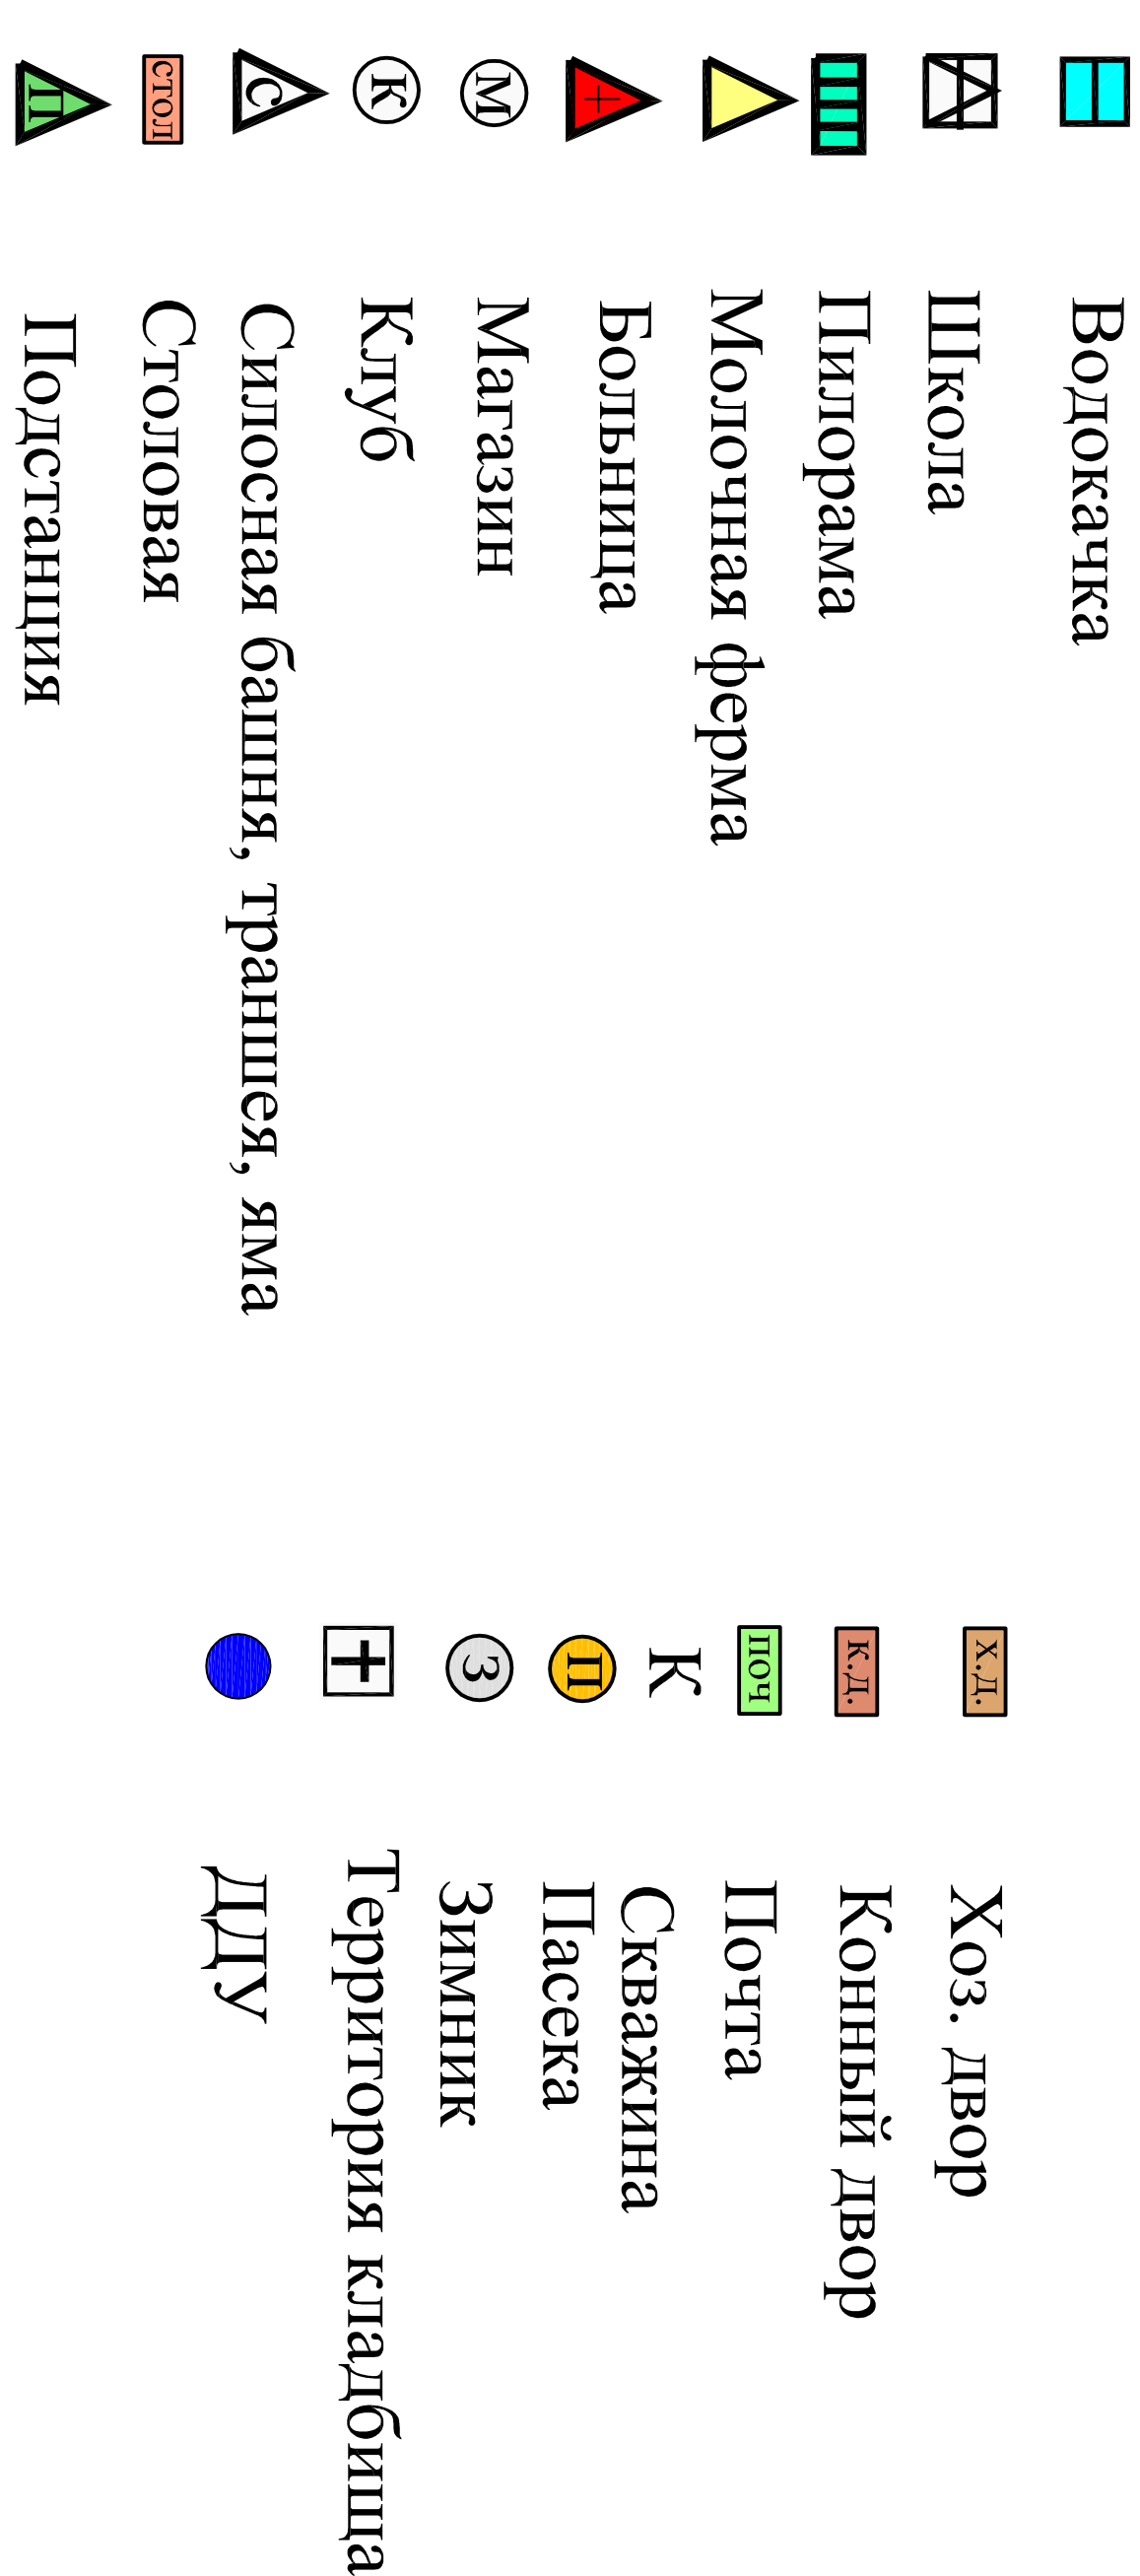 Водокачка
Школа
Пилорама
Молочная ферма
+ Больница
М Магазин
К Клуб
С Силосная башня, траншея, яма
СТОЛ Столовая
П Подстанция
Х.Д. Хоз. двор
К.Д. Конный двор
ПОЧ Почта
К Скважина
П Пасека
З Зимник
+ Территория кладбища
ДДУ